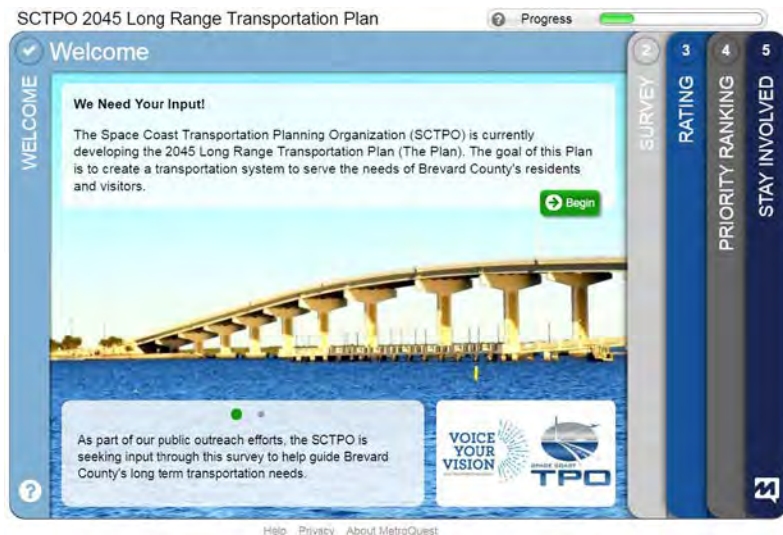 SCTPO 2045 Long Range Transportation Plan
? Progress
Welcome
WELCOME
We Need Your Input!
The Space Coast Transportation Planning Organization (SCTPO) is currently
developing the 2045 Long Range Transportation Plan (The Plan). The goal of this Plan
is to create a transportation system to serve the needs of Brevard County's residents
and visitors.
Begin
As part of our public outreach efforts, the SCTPO is
seeking input through this survey to help guide Brevard
County's long term transportation needs.
VOICE
YOUR
VISION
SPACE COAST
TPO
?
2
SURVEY
3
RATING
4
PRIORITY RANKING
5
STAY INVOLVED
Help Privacy About MetroQuest